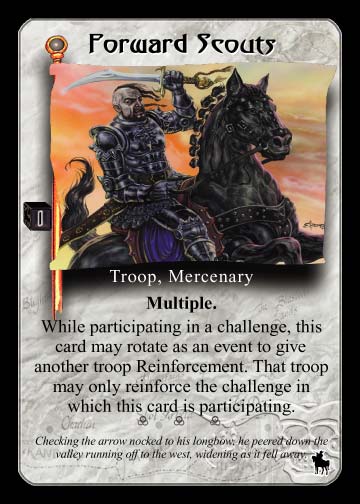 Forward Scouts
0
Troop, Mercenary
Multiple.
While participating in a challenge, this
card may rotate as an event to give
another troop Reinforcement. That troop
may only reinforce the challenge in
which this card is participating.
Checking the arrow nocked to his longbow, he peered down the
valley running off to the west, widening as it fell away.